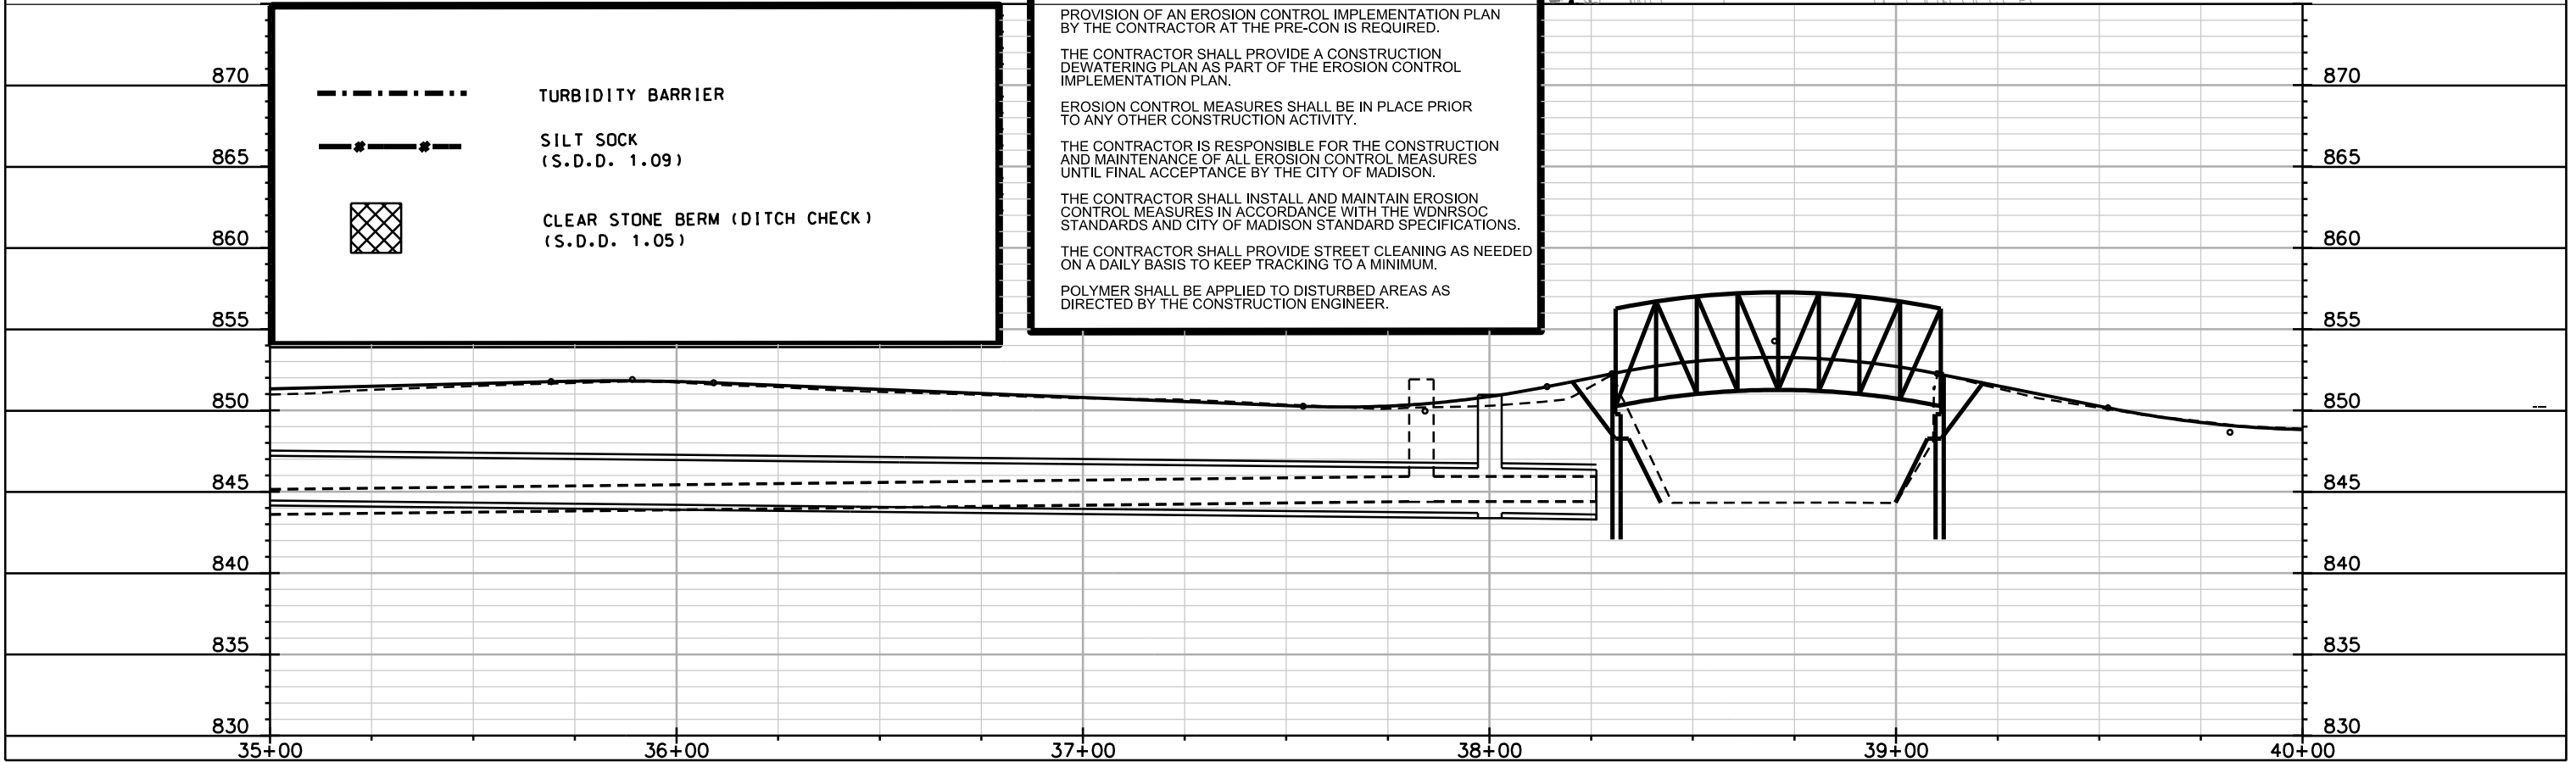 TURBIDITY BARRIER
SILT SOCK
(S.D.D. 1.09)
CLEAR STONE BERM (DITCH CHECK)
(S.D.D. 1.05)
PROVISION OF AN EROSION CONTROL IMPLEMENTATION PLAN
BY THE CONTRACTOR AT THE PRE-CON IS REQUIRED.
THE CONTRACTOR SHALL PROVIDE A CONSTRUCTION
DEWATERING PLAN AS PART OF THE EROSION CONTROL
IMPLEMENTATION PLAN.
EROSION CONTROL MEASURES SHALL BE IN PLACE PRIOR
TO ANY OTHER CONSTRUCTION ACTIVITY.
THE CONTRACTOR IS RESPONSIBLE FOR THE CONSTRUCTION
AND MAINTENANCE OF ALL EROSION CONTROL MEASURES
UNTIL FINAL ACCEPTANCE BY THE CITY OF MADISON.
THE CONTRACTOR SHALL INSTALL AND MAINTAIN EROSION
CONTROL MEASURES IN ACCORDANCE WITH THE WDNRSOC
STANDARDS AND CITY OF MADISON STANDARD SPECIFICATIONS.
THE CONTRACTOR SHALL PROVIDE STREET CLEANING AS NEEDED
ON A DAILY BASIS TO KEEP TRACKING TO A MINIMUM.
POLYMER SHALL BE APPLIED TO DISTURBED AREAS AS
DIRECTED BY THE CONSTRUCTION ENGINEER.
870
865
860
855
850
845
840
835
830
870
865
860
855
850
845
840
835
830
35+00
36+00
37+00
38+00
39+00
40+00